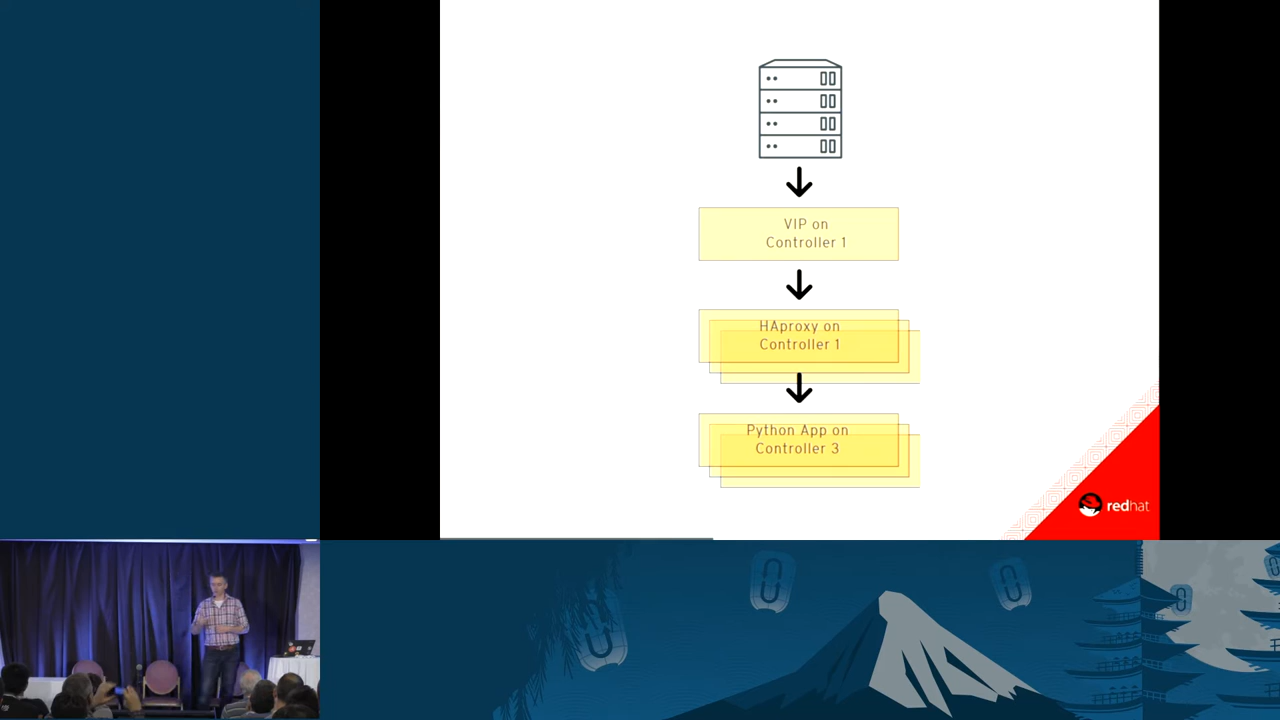 VIP on
Controller 1
HAproxy on
Controller 1
Python App on
Controller 3
redhat